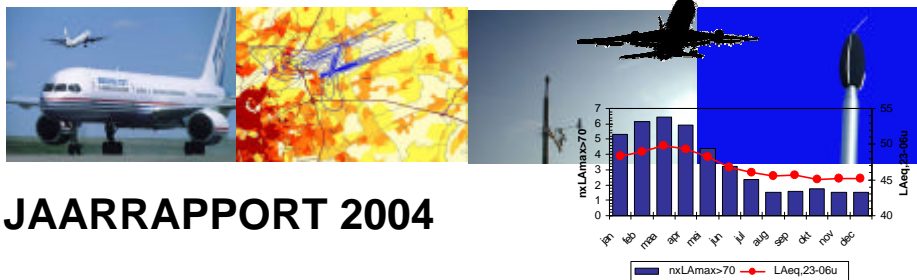 JAARRAPPORT 2004
nxLAmax>70
7
6
5
4
3
2
1
0
55
50
45
40
LAeq,23-06u
jan feb maa apr mei jun jul aug sep okt nov dec
nxLAmax>70 LAeq,23-06u